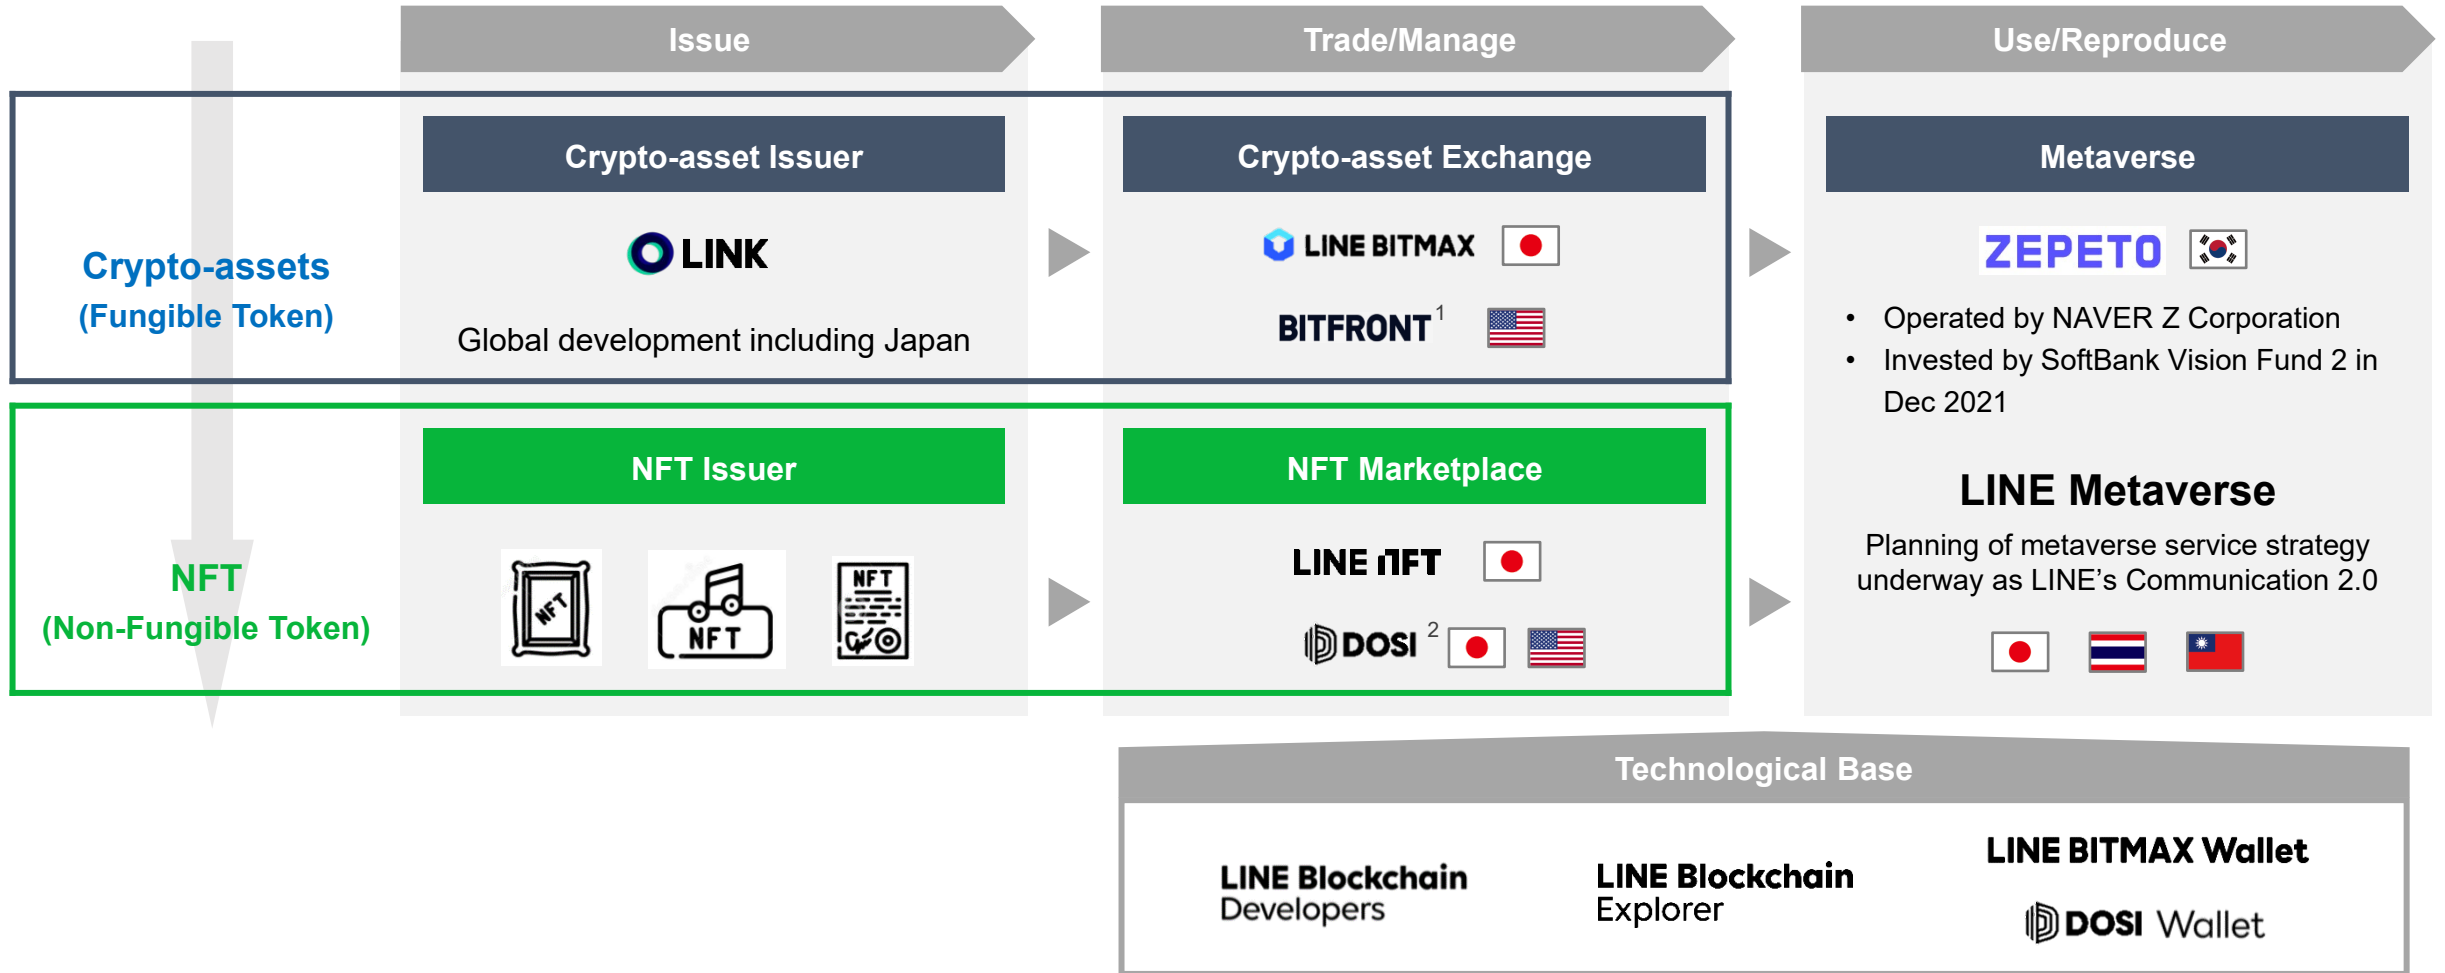 Issue
Trade/Manage
Use/Reproduce
Crypto-assets
(Fungible Token)
Crypto-asset Issuer
LINK
Global development including Japan
Crypto-asset Exchange
LINE BITMAX
BITFRONT1
Metaverse
ZEPETO
• Operated by NAVER Z Corporation
• Invested by SoftBank Vision Fund 2 in
Dec 2021
LINE Metaverse
Planning of metaverse service strategy
underway as LINE's Communication 2.0
NFT
(Non-Fungible Token)
NFT Issuer
NFT
NFT
NFT
NFT Marketplace
LINE NFT
DOSI 2
Technological Base
LINE Blockchain
Developers
LINE Blockchain
Explorer
LINE BITMAX Wallet
DOSI Wallet